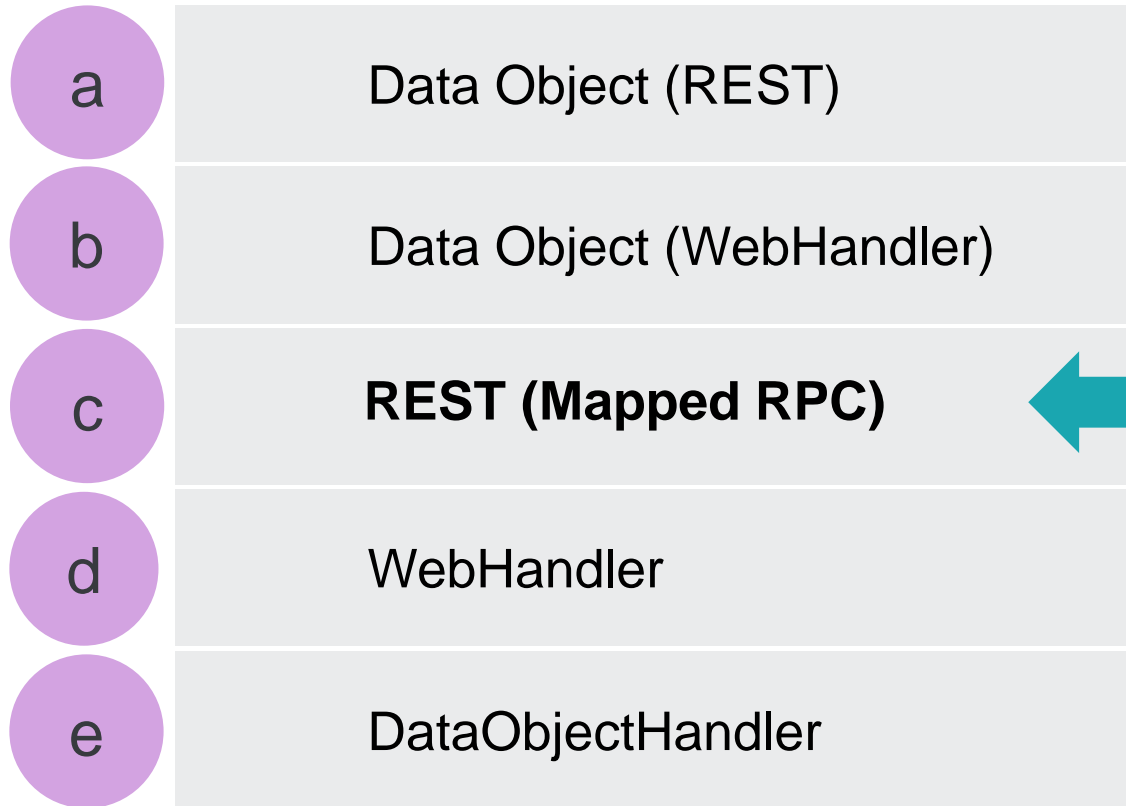 a
Data Object (REST)
b
Data Object (WebHandler)
c
REST (Mapped RPC)
d
WebHandler
e
DataObjectHandler